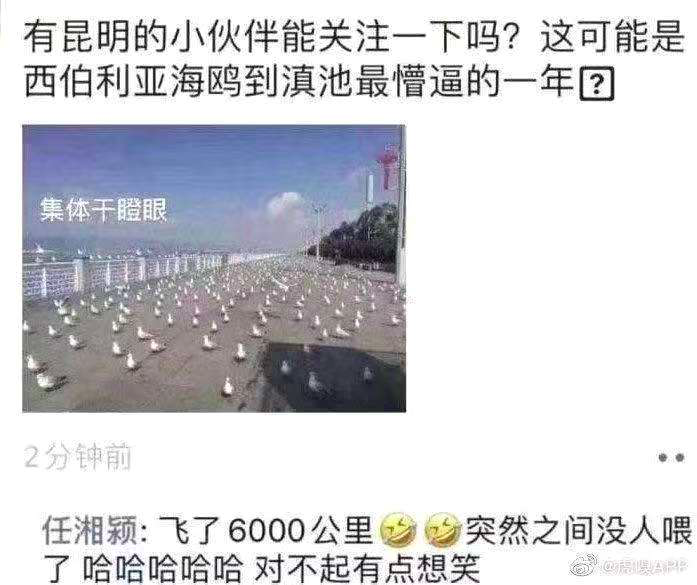 有昆明的小伙伴能关注一下吗？这可能是
西伯利亚海鸥到滇池最懵逼的一年
集体干瞪眼
2分钟前
任湘颖: 飞了6000公里🤣🤣突然之间没人喂
了 哈哈哈哈哈 对不起有点想笑